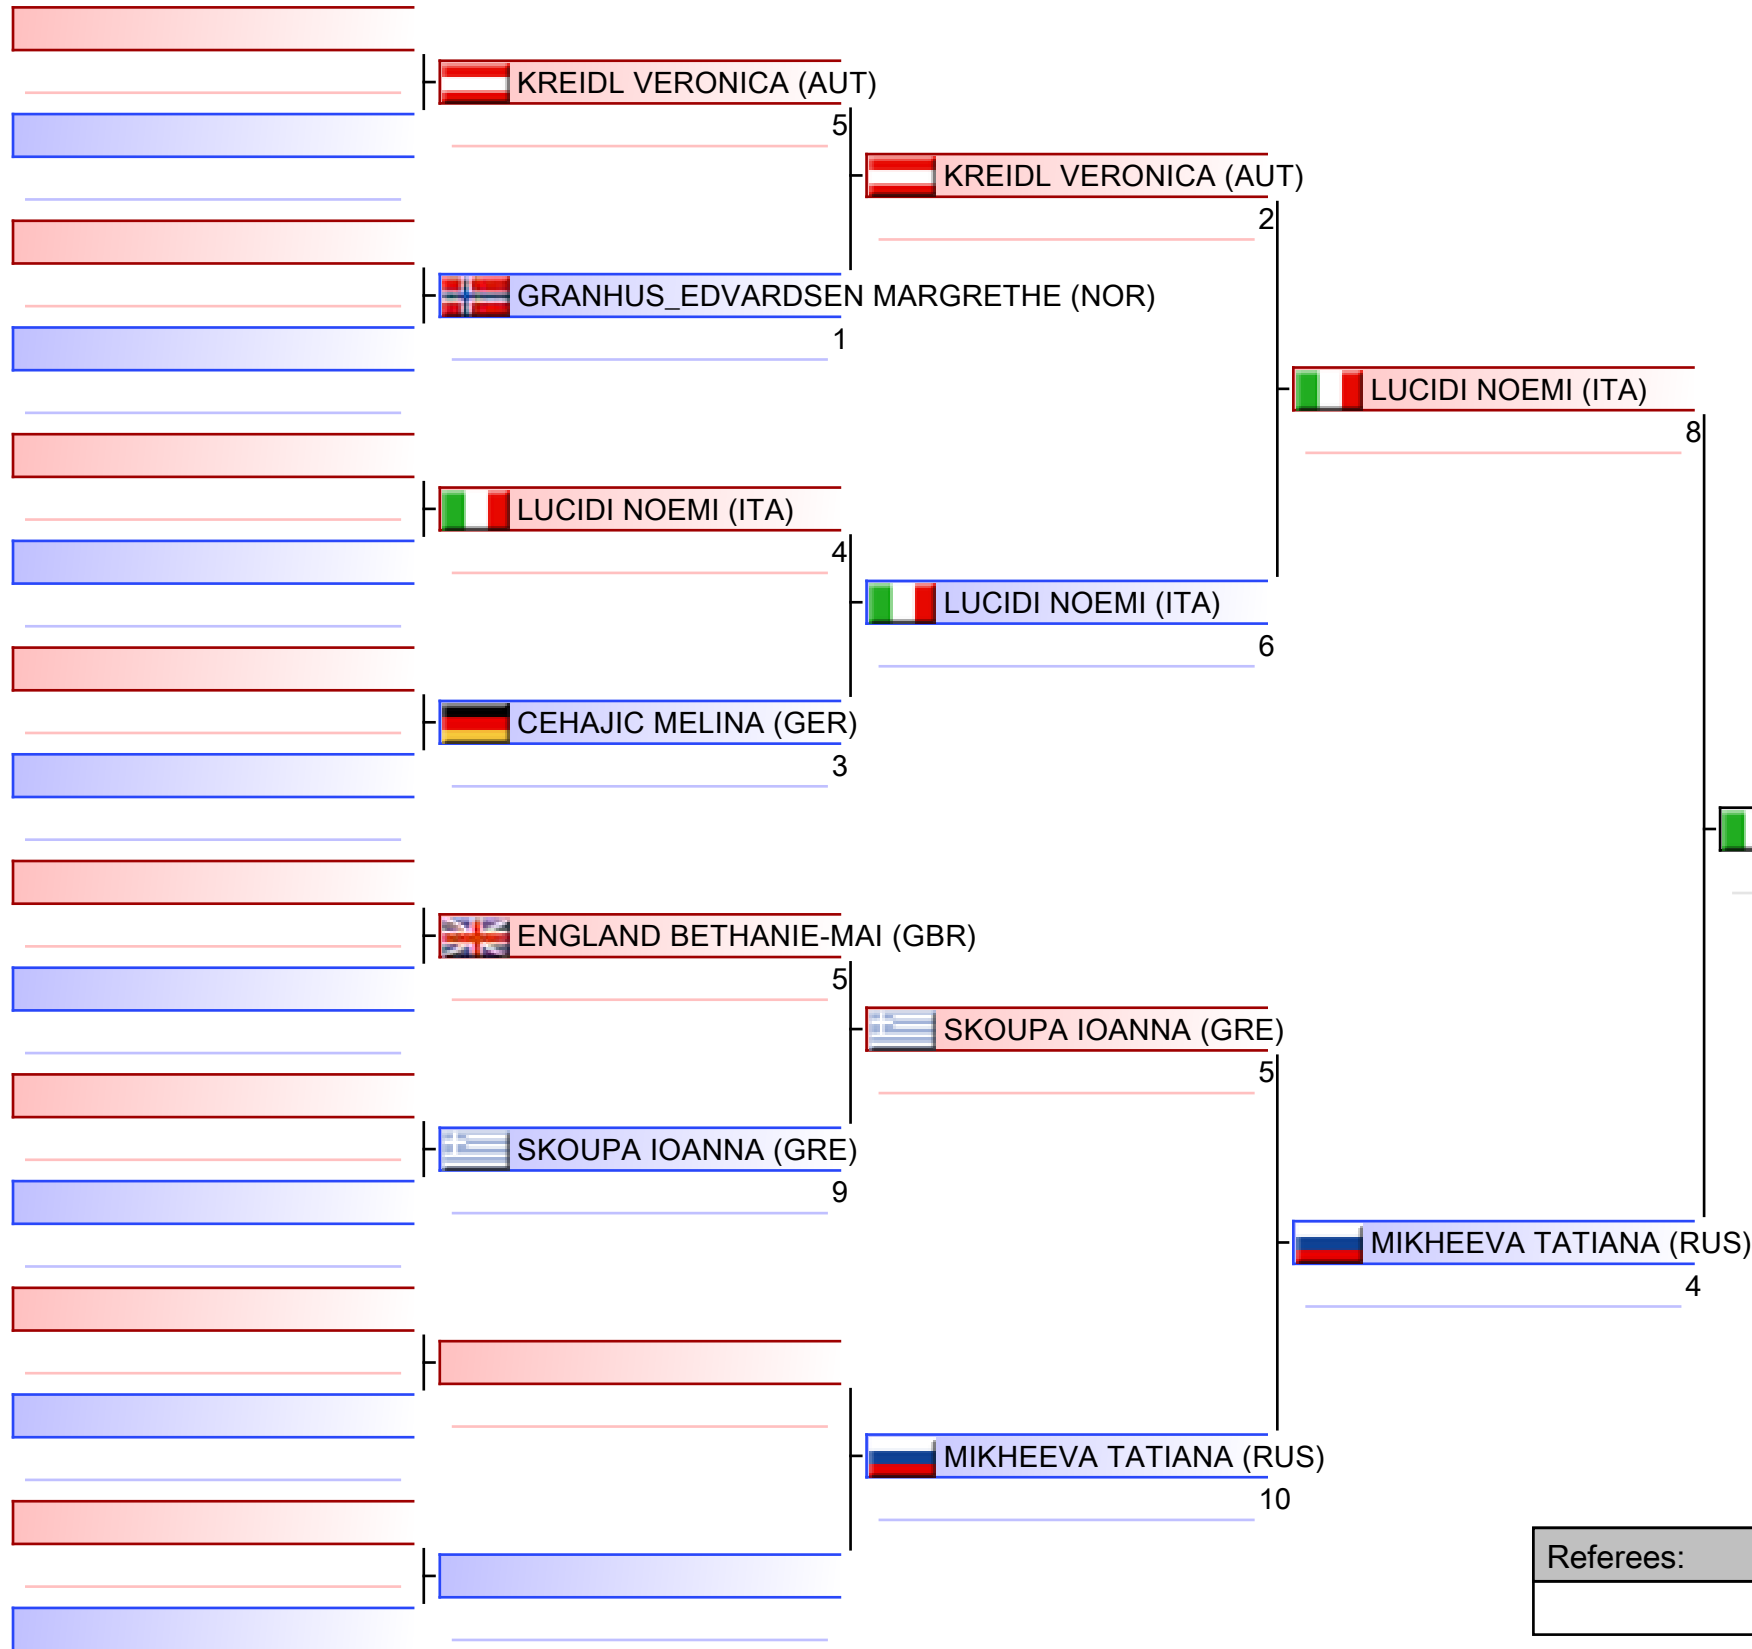 KREIDL VERONICA (AUT)
5
KREIDL VERONICA (AUT)
2
GRANHUS_EDVARDSEN MARGRETHE (NOR)
1
LUCIDI NOEMI (ITA)
8
LUCIDI NOEMI (ITA)
4
LUCIDI NOEMI (ITA)
6
CEHAJIC MELINA (GER)
3
ENGLAND BETHANIE-MAI (GBR)
5
SKOUPA IOANNA (GRE)
5
SKOUPA IOANNA (GRE)
9
MIKHEEVA TATIANA (RUS)
4
MIKHEEVA TATIANA (RUS)
10
Referees: